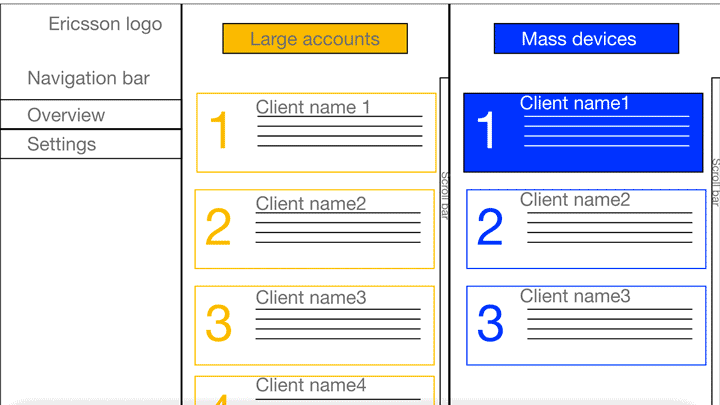 Ericsson logo
Navigation bar
Overview
Settings
Large accounts
1
Client name 1
2
Client name2
3
Client name3
4
Client name4
Scroll bar
Mass devices
1
Client name1
2
Client name2
3
Client name3
Scroll bar